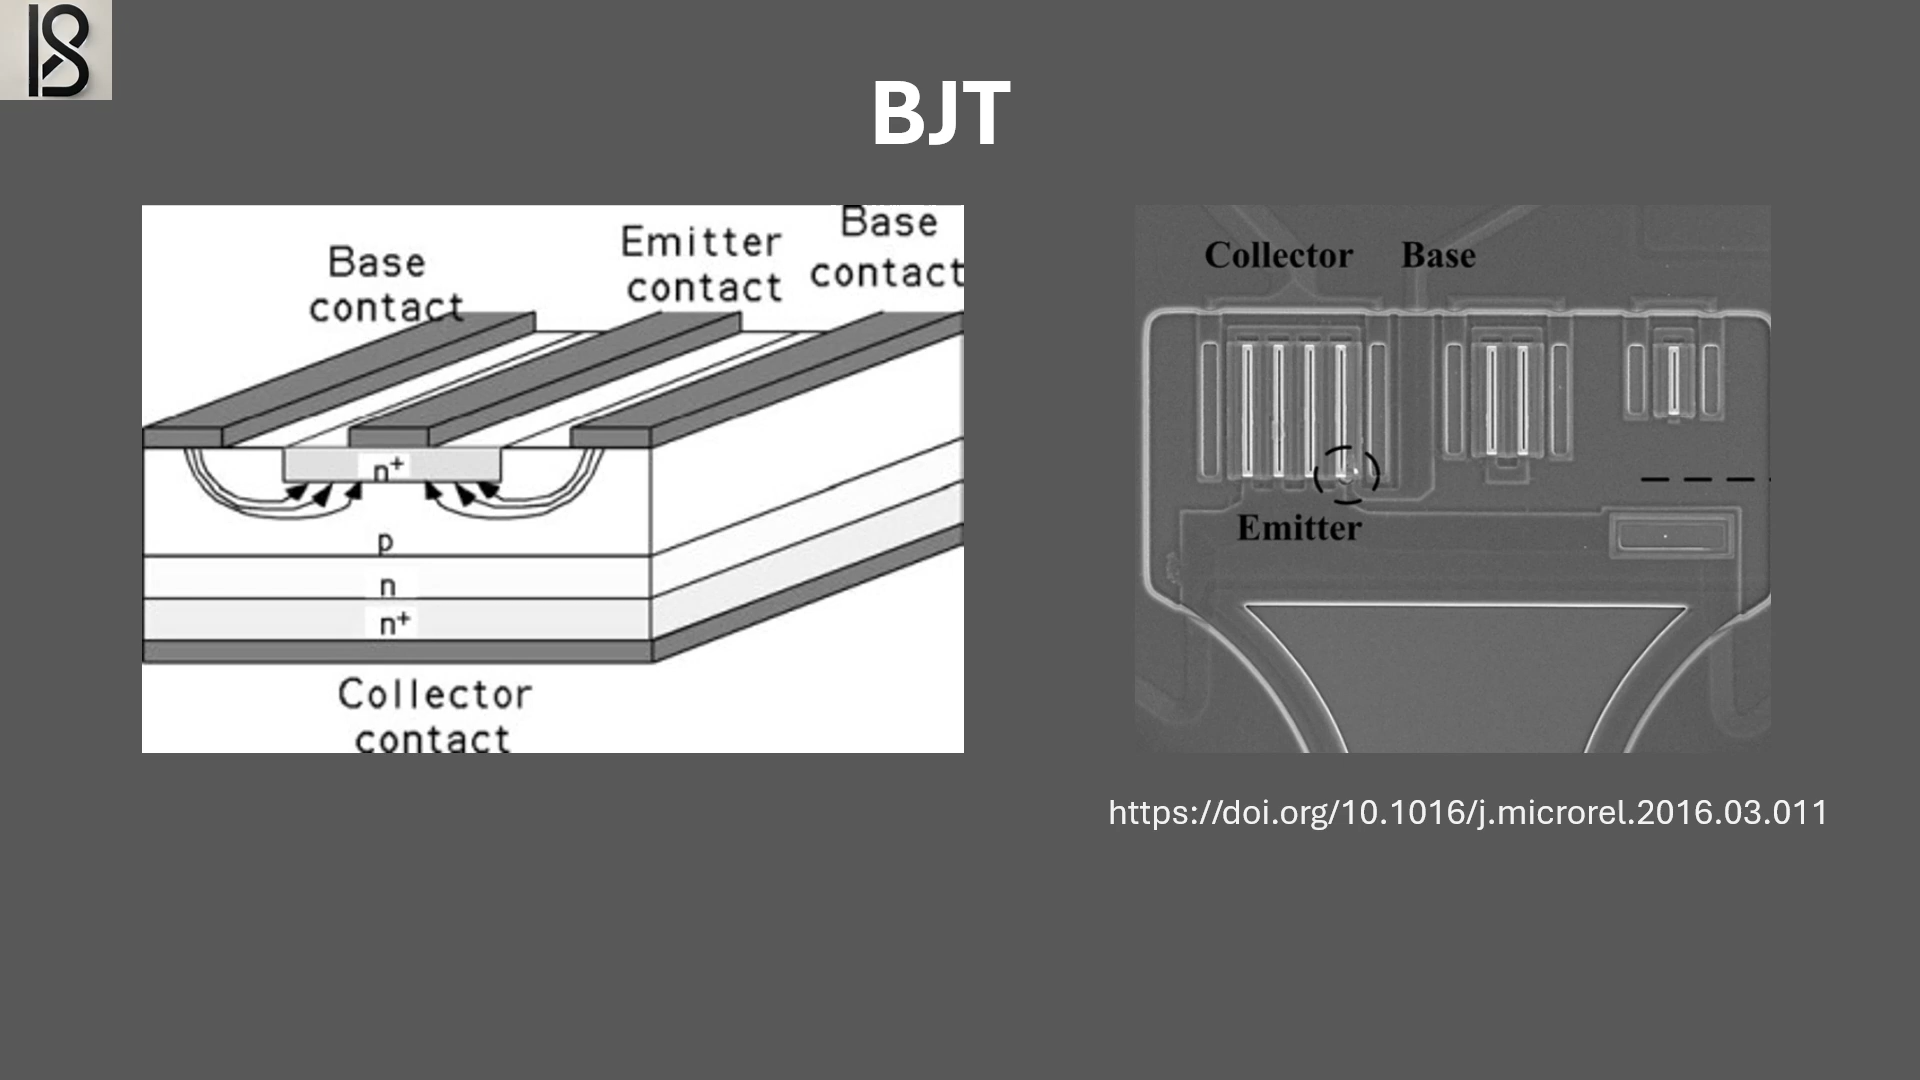 BJT
Base
contact
Emitter
contact
Base
contact
n+
p
n
n+
Collector
contact
Collector Base
Emitter
https://doi.org/10.1016/j.microrel.2016.03.011